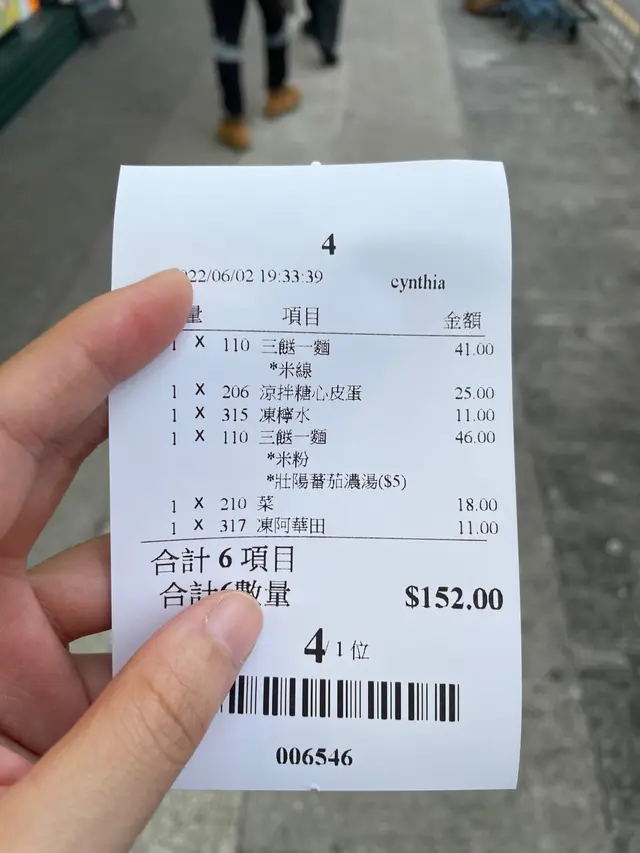 4
22/06/02 19:33:39 cynthia
量 項目 金額
1 X 110 三餸一麵 41.00
*米線
1 X 206 涼拌糖心皮蛋 25.00
1 X 315 凍檸水 11.00
1 X 110 三餸一麵 46.00
*米粉
*壯陽蕃茄濃湯($5)
1 X 210 菜 18.00
1 X 317 凍阿華田 11.00
合計 6 項目
合計 6數量 $152.00
4/ 1 位
006546